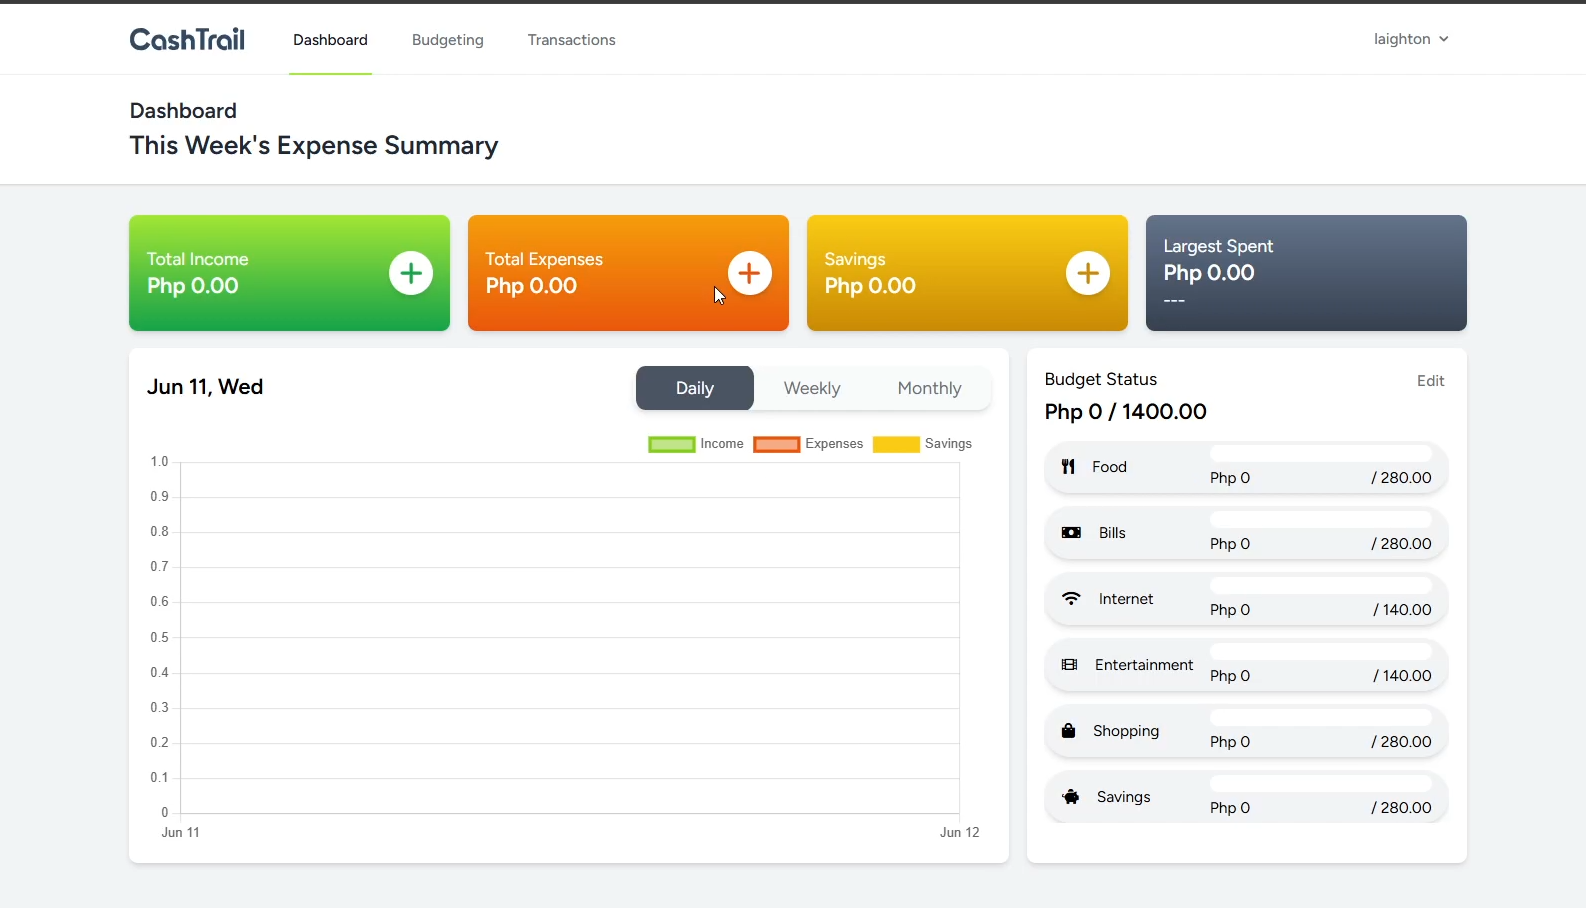 CashTrail
Dashboard
Budgeting
Transactions
laighton
Dashboard
This Week's Expense Summary
Total Income
Php 0.00
Total Expenses
Php 0.00
Savings
Php 0.00
Largest Spent
Php 0.00
---
Jun 11, Wed
Daily
Weekly
Monthly
Income
Expenses
Savings
1.0
0.9
0.8
0.7
0.6
0.5
0.4
0.3
0.2
0.1
0
Jun 11
Jun 12
Budget Status
Edit
Php 0 / 1400.00
Food
Php 0
/ 280.00
Bills
Php 0
/ 280.00
Internet
Php 0
/ 140.00
Entertainment
Php 0
/ 140.00
Shopping
Php 0
/ 280.00
Savings
Php 0
/ 280.00